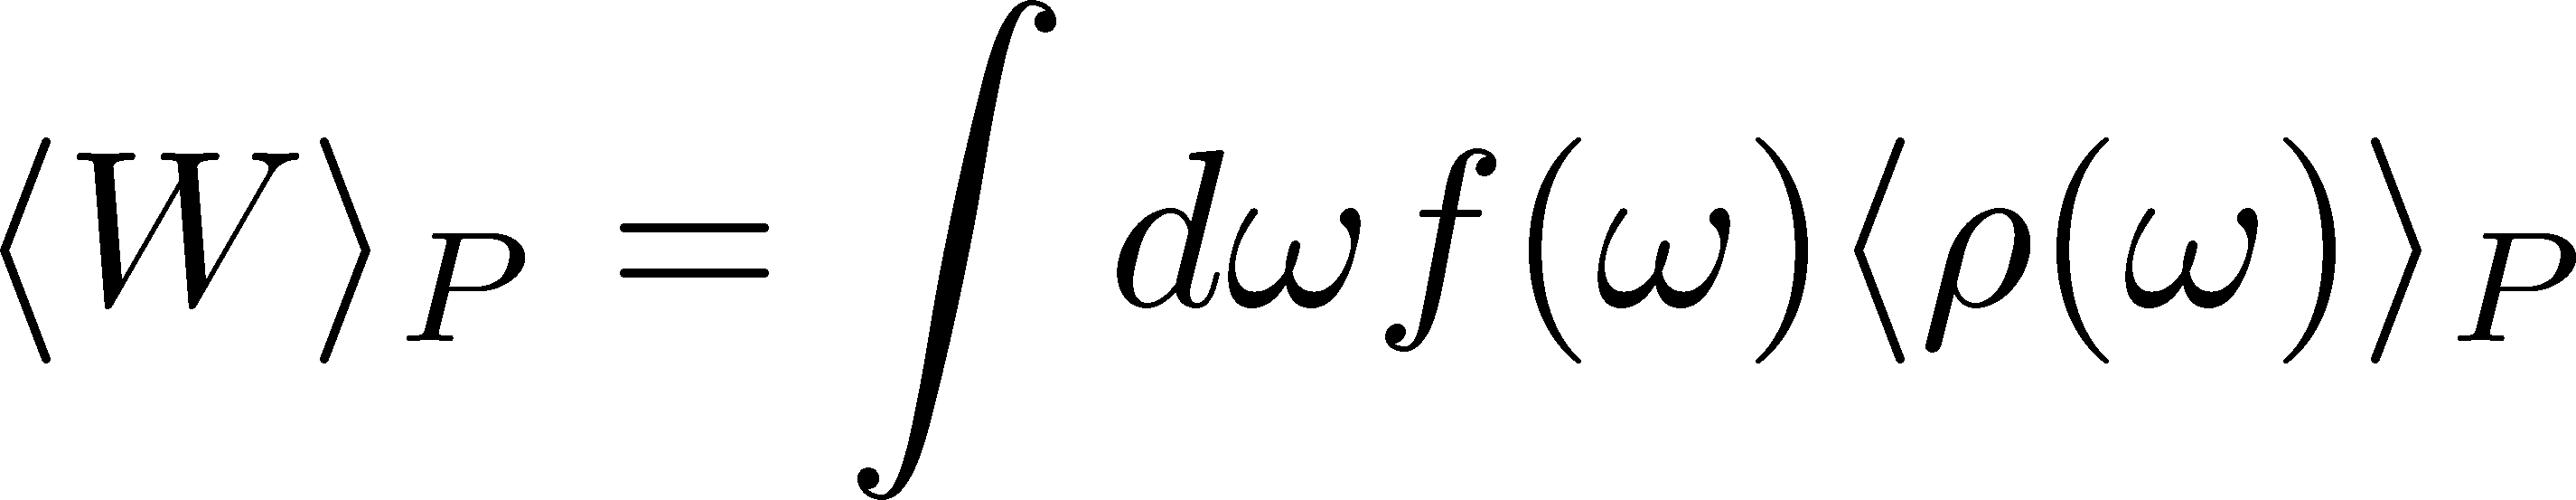 ⟨W⟩_P = ∫ dω f(ω)⟨ρ(ω)⟩_P